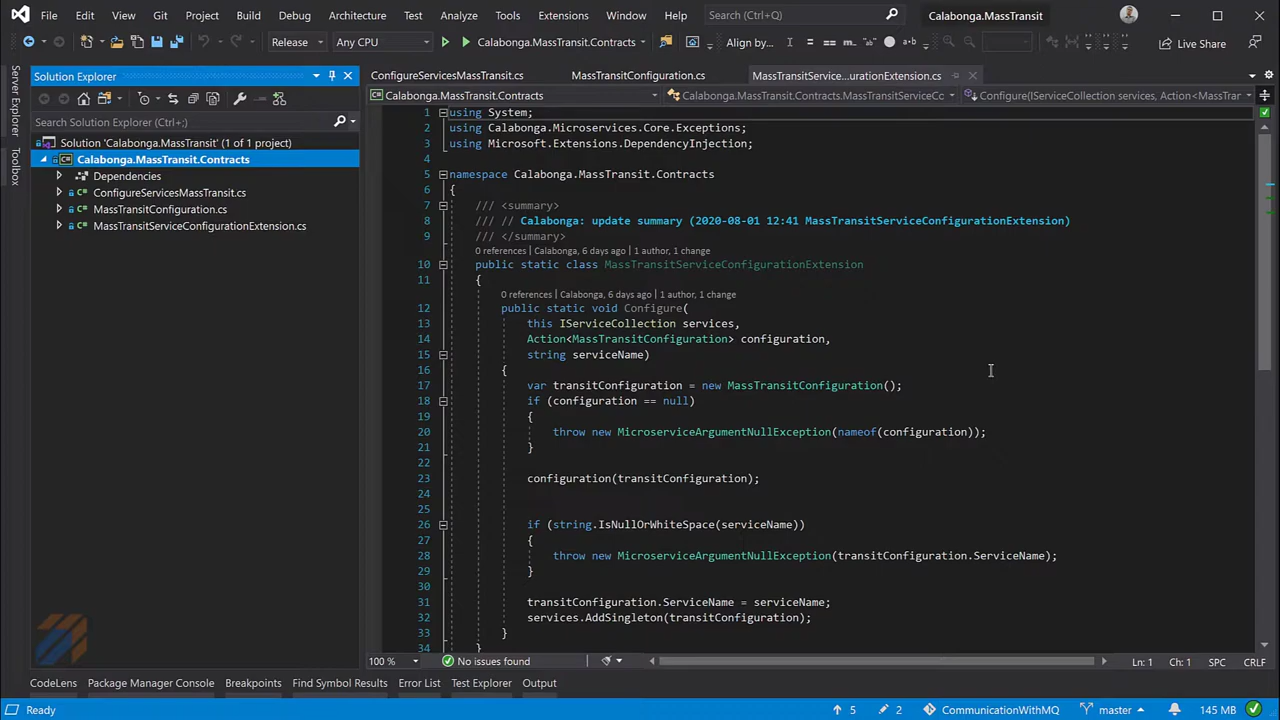 File Edit View Git Project Build Debug Architecture Test Analyze Tools Extensions Window Help Search (Ctrl+Q) Calabonga.MassTransit
Release Any CPU Calabonga.MassTransit.Contracts Align by... Live Share
Server Explorer
Toolbox
Solution Explorer
Search Solution Explorer (Ctrl+;)
Solution 'Calabonga.MassTransit' (1 of 1 project)
Calabonga.MassTransit.Contracts
Dependencies
ConfigureServicesMassTransit.cs
MassTransitConfiguration.cs
MassTransitServiceConfigurationExtension.cs
ConfigureServicesMassTransit.cs MassTransitConfiguration.cs MassTransitService...urationExtension.cs
Calabonga.MassTransit.Contracts Calabonga.MassTransit.Contracts.MassTransitServiceCo Configure(IServiceCollection services, Action<MassTran
1 using System;
2 using Calabonga.Microservices.Core.Exceptions;
3 using Microsoft.Extensions.DependencyInjection;
4
5 namespace Calabonga.MassTransit.Contracts
6 {
7 /// <summary>
8 /// // Calabonga: update summary (2020-08-01 12:41 MassTransitServiceConfigurationExtension)
9 /// </summary>
0 references | Calabonga, 6 days ago | 1 author, 1 change
10 public static class MassTransitServiceConfigurationExtension
11 {
0 references | Calabonga, 6 days ago | 1 author, 1 change
12 public static void Configure(
13 this IServiceCollection services,
14 Action<MassTransitConfiguration> configuration,
15 string serviceName)
16 {
17 var transitConfiguration = new MassTransitConfiguration();
18 if (configuration == null)
19 {
20 throw new MicroserviceArgumentNullException(nameof(configuration));
21 }
22
23 configuration(transitConfiguration);
24
25
26 if (string.IsNullOrWhiteSpace(serviceName))
27 {
28 throw new MicroserviceArgumentNullException(transitConfiguration.ServiceName);
29 }
30
31 transitConfiguration.ServiceName = serviceName;
32 services.AddSingleton(transitConfiguration);
33 }
34 }
100 % No issues found Ln: 1 Ch: 1 SPC CRLF
CodeLens Package Manager Console Breakpoints Find Symbol Results Error List Test Explorer Output
Ready 5 2 CommunicationWithMQ master 145 MB